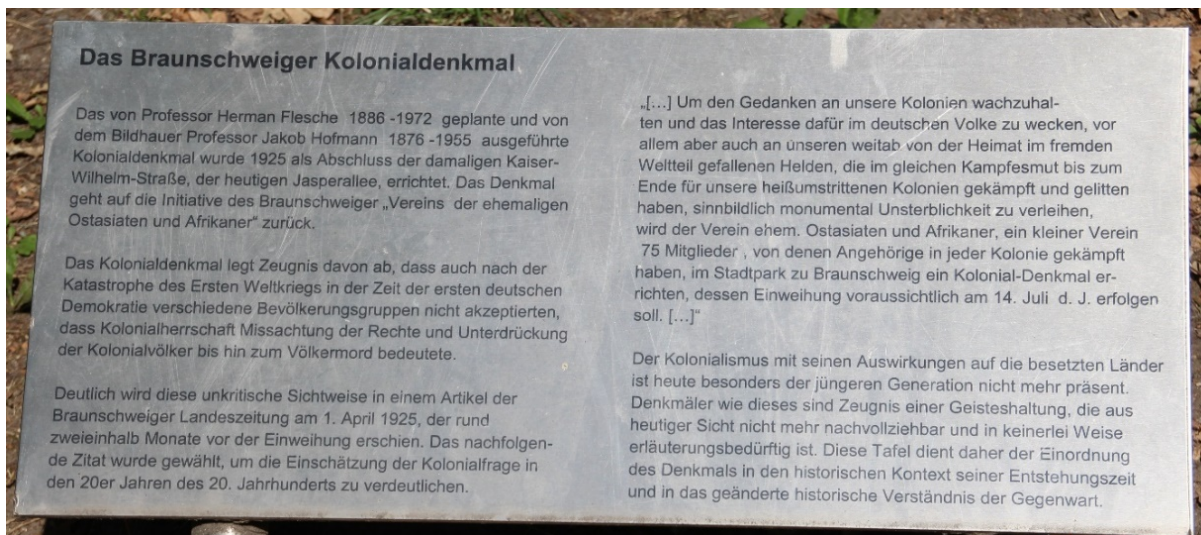 Das Braunschweiger Kolonialdenkmal
Das von Professor Herman Flesche 1886 -1972 geplante und von
dem Bildhauer Professor Jakob Hofmann 1876 -1955 ausgeführte
Kolonialdenkmal wurde 1925 als Abschluss der damaligen Kaiser-
Wilhelm-Straße, der heutigen Jasperallee, errichtet. Das Denkmal
geht auf die Initiative des Braunschweiger „Vereins der ehemaligen
Ostasiaten und Afrikaner“ zurück.
Das Kolonialdenkmal legt Zeugnis davon ab, dass auch nach der
Katastrophe des Ersten Weltkriegs in der Zeit der ersten deutschen
Demokratie verschiedene Bevölkerungsgruppen nicht akzeptierten,
dass Kolonialherrschaft Missachtung der Rechte und Unterdrückung
der Kolonialvölker bis hin zum Völkermord bedeutete.
Deutlich wird diese unkritische Sichtweise in einem Artikel der
Braunschweiger Landeszeitung am 1. April 1925, der rund
zweieinhalb Monate vor der Einweihung erschien. Das nachfolgen-
de Zitat wurde gewählt, um die Einschätzung der Kolonialfrage in
den 20er Jahren des 20. Jahrhunderts zu verdeutlichen.
„[...] Um den Gedanken an unsere Kolonien wachzuhal-
ten und das Interesse dafür im deutschen Volke zu wecken, vor
allem aber auch an unseren weitab von der Heimat im fremden
Weltteil gefallenen Helden, die im gleichen Kampfesmut bis zum
Ende für unsere heißumstrittenen Kolonien gekämpft und gelitten
haben, sinnbildlich monumental Unsterblichkeit zu verleihen,
wird der Verein ehem. Ostasiaten und Afrikaner, ein kleiner Verein
75 Mitglieder , von denen Angehörige in jeder Kolonie gekämpft
haben, im Stadtpark zu Braunschweig ein Kolonial-Denkmal er-
richten, dessen Einweihung voraussichtlich am 14. Juli d. J. erfolgen
soll. [...]“
Der Kolonialismus mit seinen Auswirkungen auf die besetzten Länder
ist heute besonders der jüngeren Generation nicht mehr präsent.
Denkmäler wie dieses sind Zeugnis einer Geisteshaltung, die aus
heutiger Sicht nicht mehr nachvollziehbar und in keinerlei Weise
erläuterungsbedürftig ist. Diese Tafel dient daher der Einordnung
des Denkmals in den historischen Kontext seiner Entstehungszeit
und in das geänderte historische Verständnis der Gegenwart.